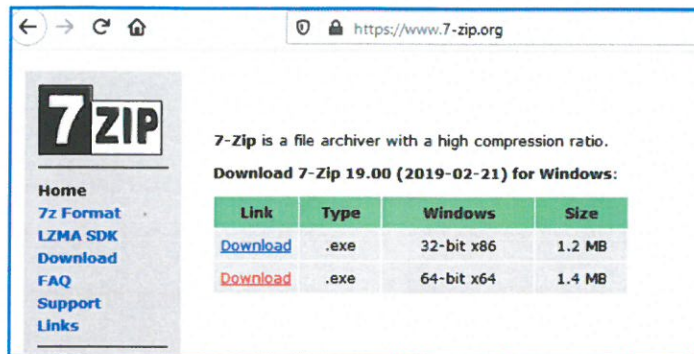 https://www.7-zip.org
7 ZIP
Home
7z Format
LZMA SDK
Download
FAQ
Support
Links
7-Zip is a file archiver with a high compression ratio.
Download 7-Zip 19.00 (2019-02-21) for Windows:
Link Type Windows Size
Download .exe 32-bit x86 1.2 MB
Download .exe 64-bit x64 1.4 MB